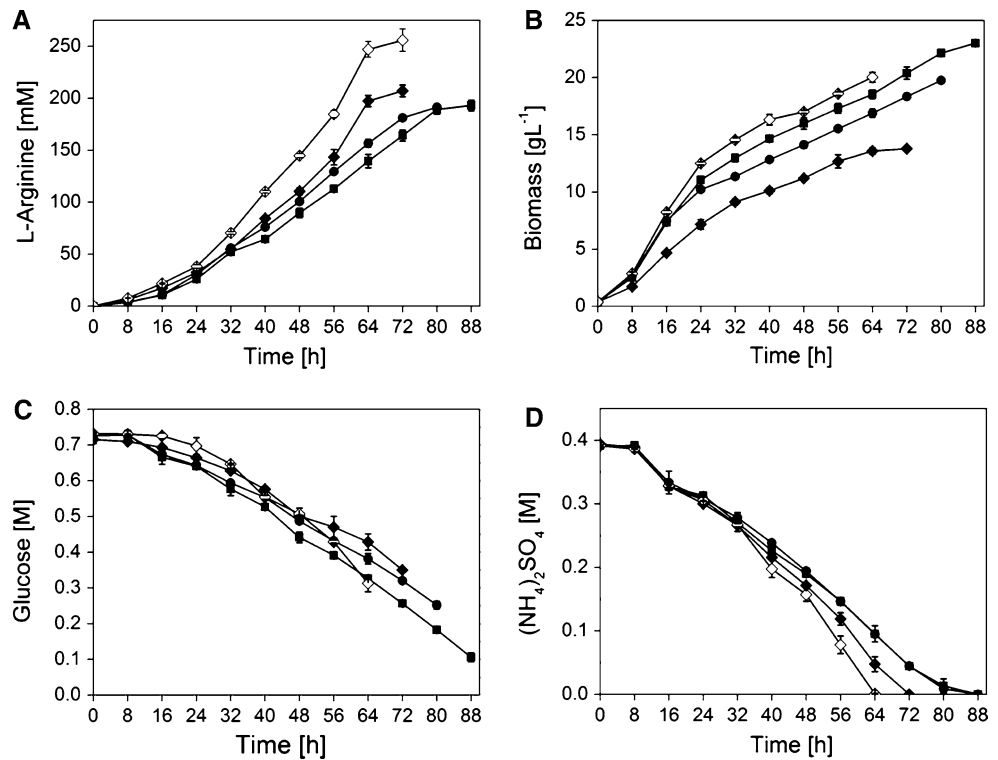 A
L-Arginine [mM]
250
200
150
100
50
0
0 8 16 24 32 40 48 56 64 72 80 88
Time [h]
B
Biomass [gL⁻¹]
25
20
15
10
5
0
0 8 16 24 32 40 48 56 64 72 80 88
Time [h]
C
Glucose [M]
0.8
0.7
0.6
0.5
0.4
0.3
0.2
0.1
0.0
0 8 16 24 32 40 48 56 64 72 80 88
Time [h]
D
(NH₄)₂SO₄ [M]
0.4
0.3
0.2
0.1
0.0
0 8 16 24 32 40 48 56 64 72 80 88
Time [h]